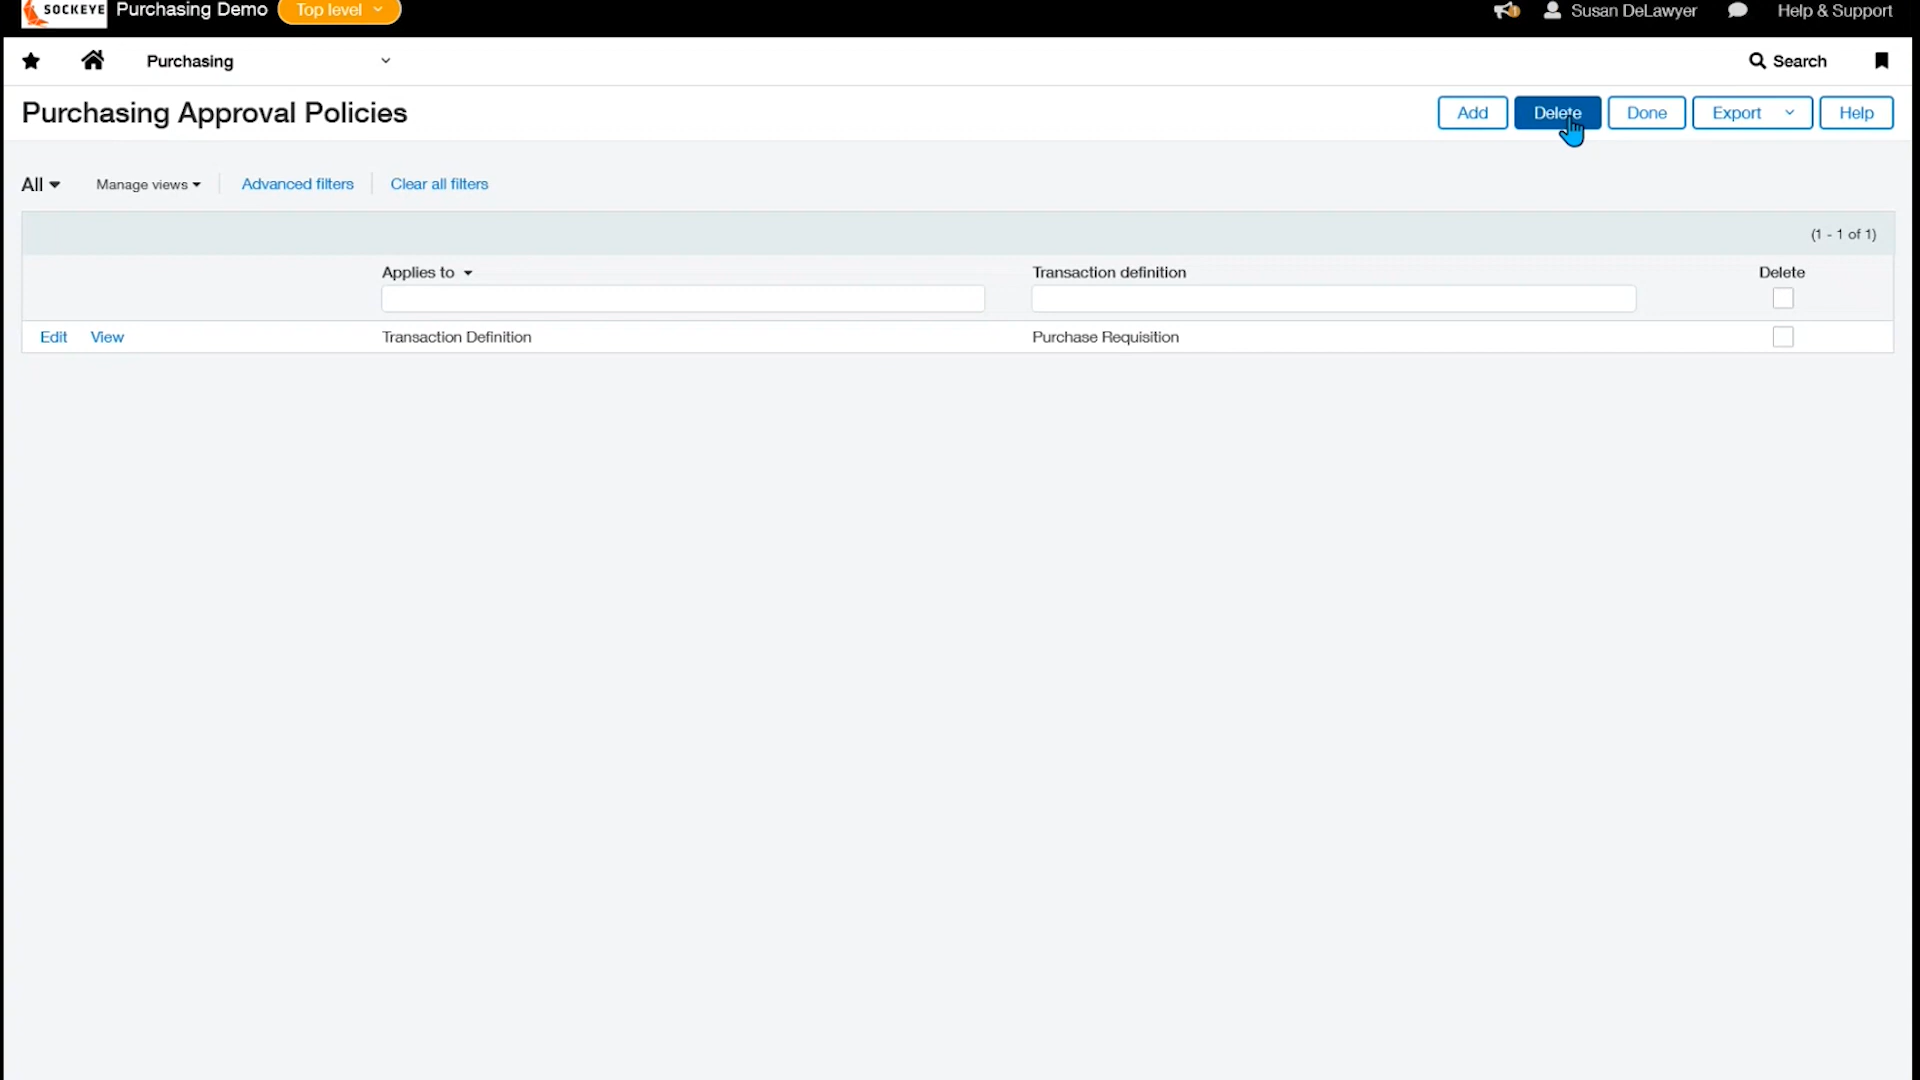 SOCKEYE Purchasing Demo Top level Susan DeLawyer Help & Support
Purchasing Search
Purchasing Approval Policies Add Delete Done Export Help
All Manage views Advanced filters Clear all filters
(1 - 1 of 1)
Applies to Transaction definition Delete
Edit View Transaction Definition Purchase Requisition